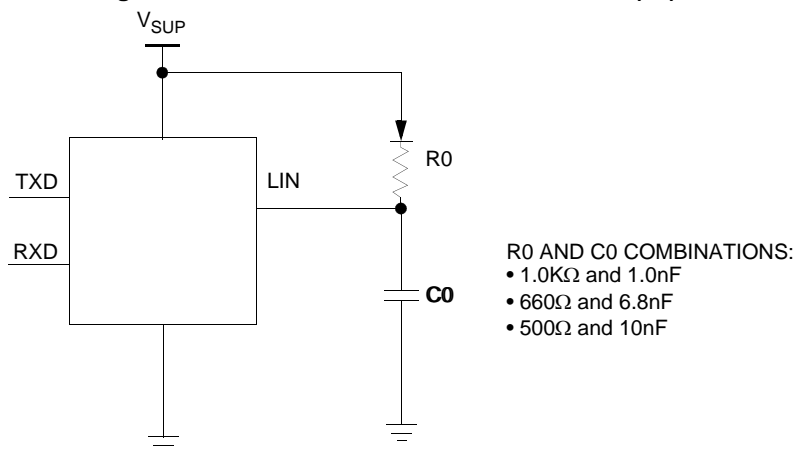 V_SUP
TXD
LIN
R0
RXD
C0
R0 AND C0 COMBINATIONS:
• 1.0KΩ and 1.0nF
• 660Ω and 6.8nF
• 500Ω and 10nF